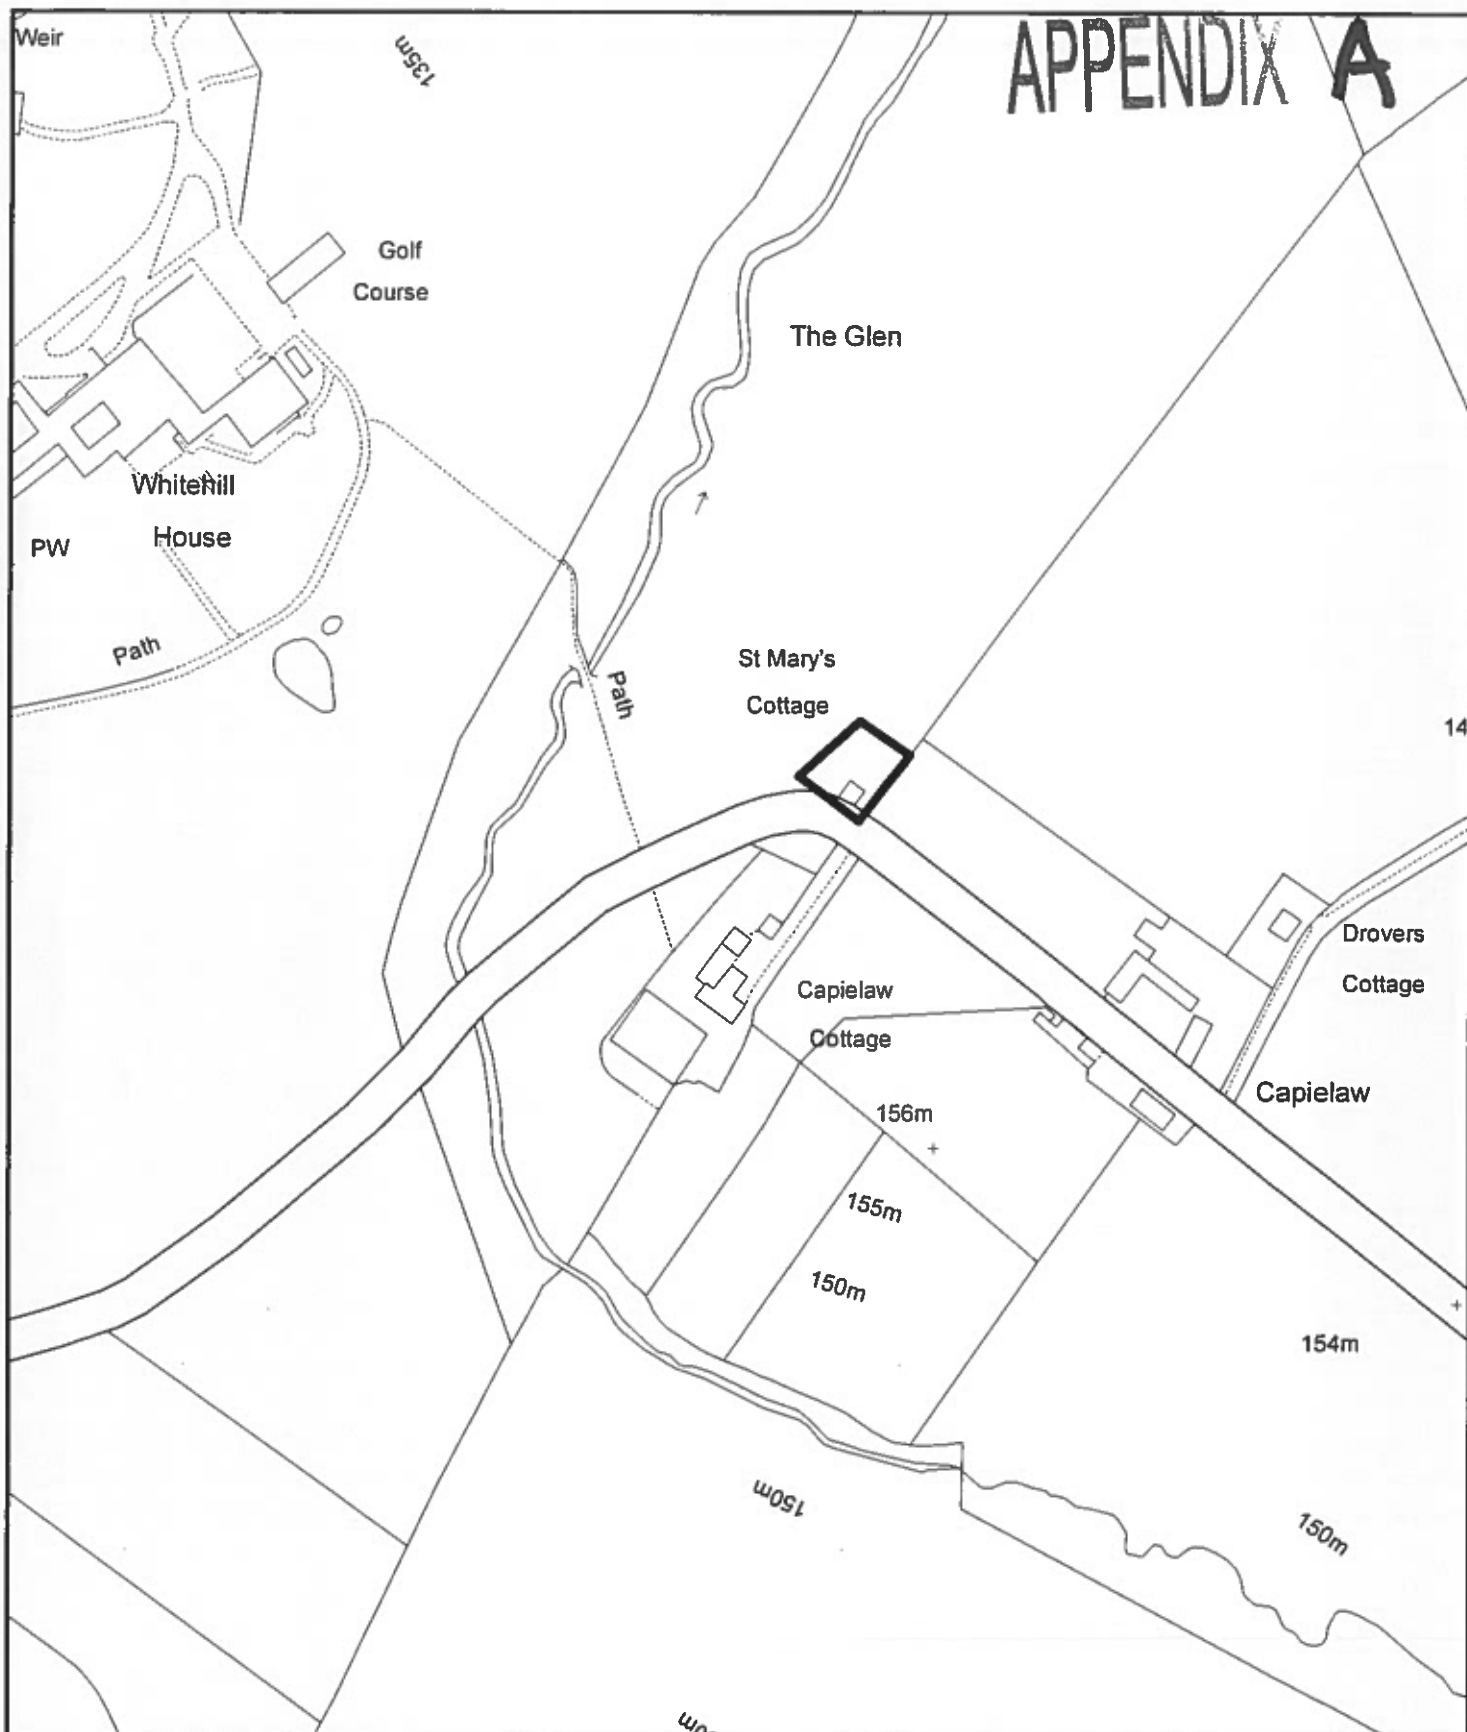 APPENDIX A
Weir
135m
Golf
Course
The Glen
Whitehill
House
PW
Path
Path
St Mary's
Cottage
14
Drovers
Cottage
Capielaw
Cottage
Capielaw
156m
155m
150m
154m
150m
150m